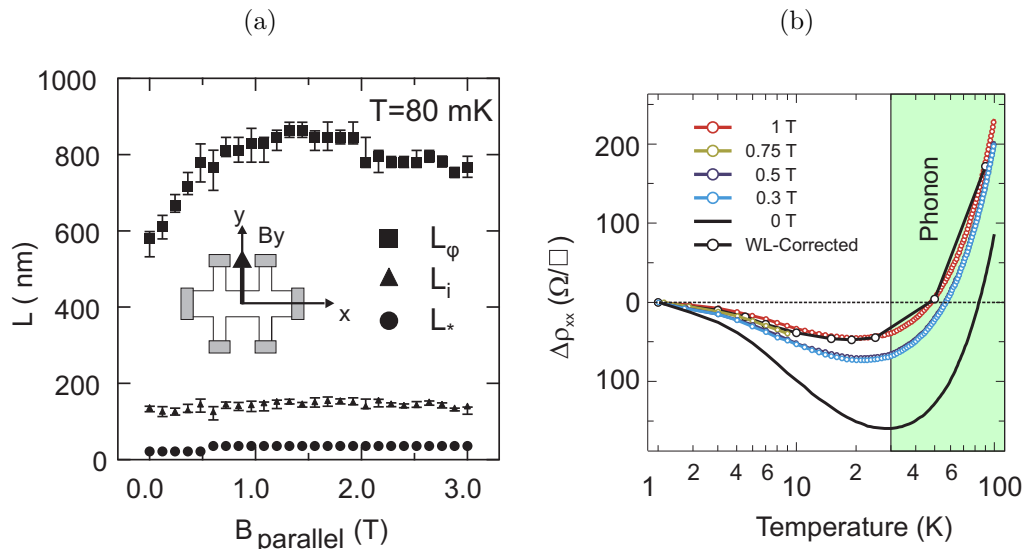 (a)
1000
800
600
400
200
0
L ( nm)
T=80 mK
y
By
x
Lφ
Li
L*
0.0
1.0
2.0
3.0
B parallel (T)
(b)
200
100
0
100
Δρxx (Ω/□)
1 T
0.75 T
0.5 T
0.3 T
0 T
WL-Corrected
Phonon
1
2
4
6
10
2
4
6
100
Temperature (K)